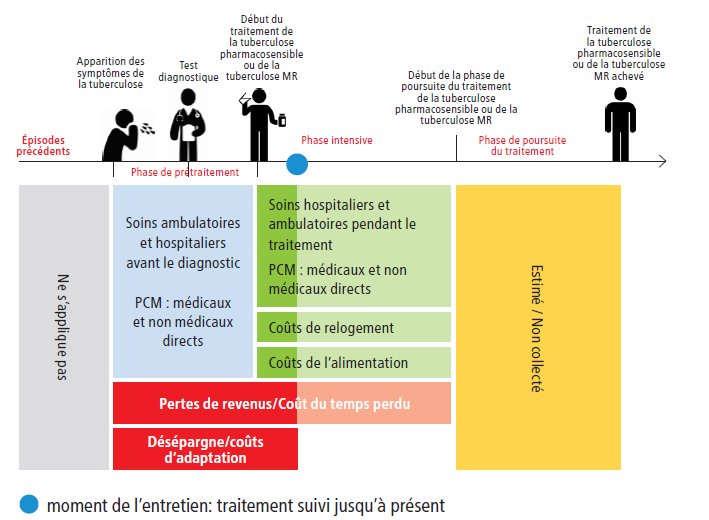 Apparition des
symptômes de
la tuberculose
Test
diagnostique
Début du
traitement de
la tuberculose
pharmacosensible
ou de la
tuberculose MR
Début de la phase de
poursuite du traitement
de la tuberculose
pharmacosensible ou de la
tuberculose MR
Traitement de
la tuberculose
pharmacosensible
ou de la tuberculose
MR achevé
Épisodes
précédents
Phase de prétraitement
Phase intensive
Phase de poursuite
du traitement
Ne s’applique pas
Soins ambulatoires
et hospitaliers
avant le diagnostic
PCM : médicaux
et non médicaux
directs
Soins hospitaliers et
ambulatoires pendant le
traitement
PCM : médicaux et non
médicaux directs
Coûts de relogement
Coûts de l’alimentation
Pertes de revenus/Coût du temps perdu
Désépargne/coûts
d’adaptation
Estimé / Non collecté
moment de l’entretien: traitement suivi jusqu’à présent